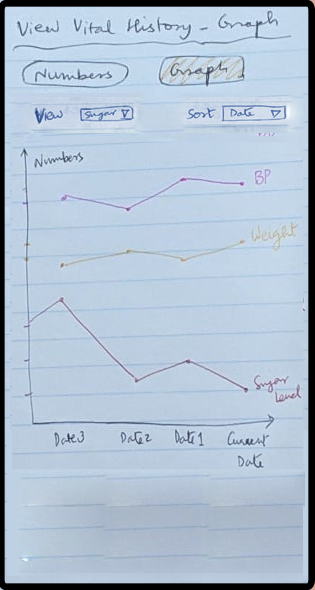 View Vital History - Graph
Numbers Graph
View Sugar Sort Date
Numbers
BP
Weight
Sugar
Level
Date3 Date2 Date1 Current
Date